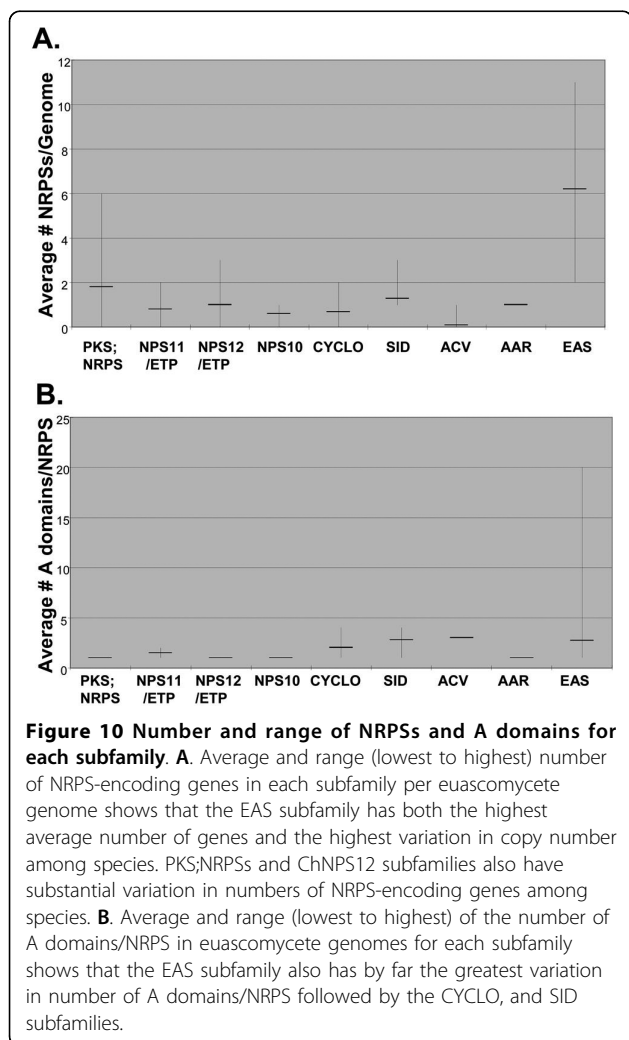 A.
12
10
8
6
4
2
0
Average # NRPSs/Genome
PKS; NPS11 NPS12 NPS10 CYCLO SID ACV AAR EAS
NRPS /ETP /ETP
B.
25
20
15
10
5
0
Average # A domains/NRPS
PKS; NPS11 NPS12 NPS10 CYCLO SID ACV AAR EAS
NRPS /ETP /ETP
Figure 10 Number and range of NRPSs and A domains for
each subfamily. A. Average and range (lowest to highest) number
of NRPS-encoding genes in each subfamily per euascomycete
genome shows that the EAS subfamily has both the highest
average number of genes and the highest variation in copy number
among species. PKS;NRPSs and ChNPS12 subfamilies also have
substantial variation in numbers of NRPS-encoding genes among
species. B. Average and range (lowest to highest) of the number of
A domains/NRPS in euascomycete genomes for each subfamily
shows that the EAS subfamily also has by far the greatest variation
in number of A domains/NRPS followed by the CYCLO, and SID
subfamilies.